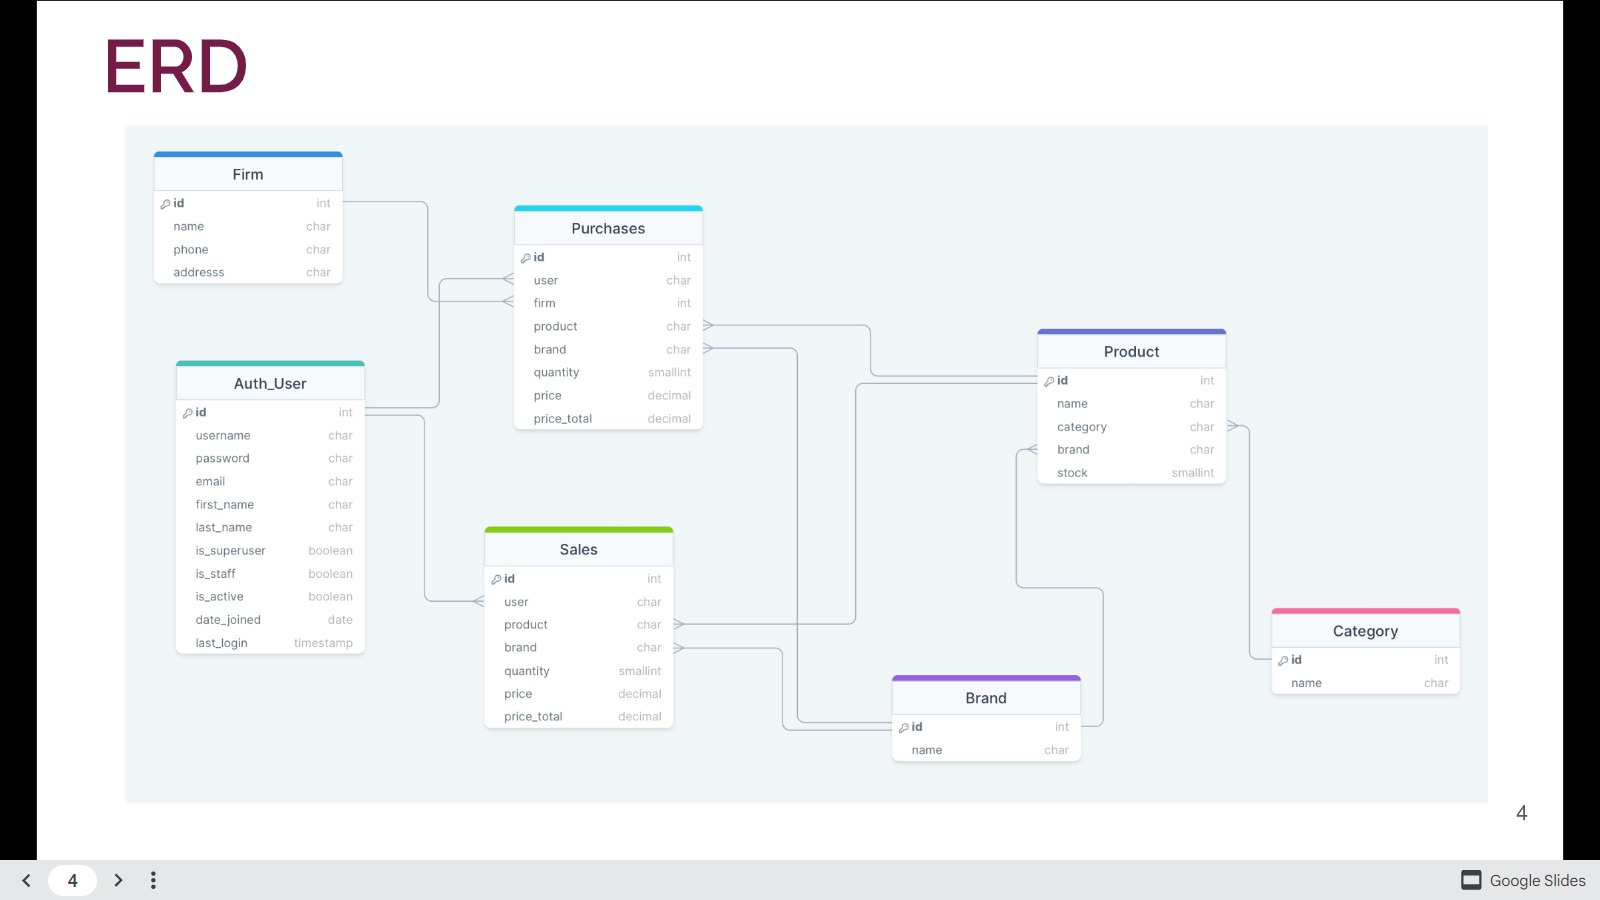 ERD
Firm
id int
name char
phone char
addresss char
Auth_User
id int
username char
password char
email char
first_name char
last_name char
is_superuser boolean
is_staff boolean
is_active boolean
date_joined date
last_login timestamp
Purchases
id int
user char
firm int
product char
brand char
quantity smallint
price decimal
price_total decimal
Sales
id int
user char
product char
brand char
quantity smallint
price decimal
price_total decimal
Product
id int
name char
category char
brand char
stock smallint
Brand
id int
name char
Category
id int
name char
4
4
Google Slides